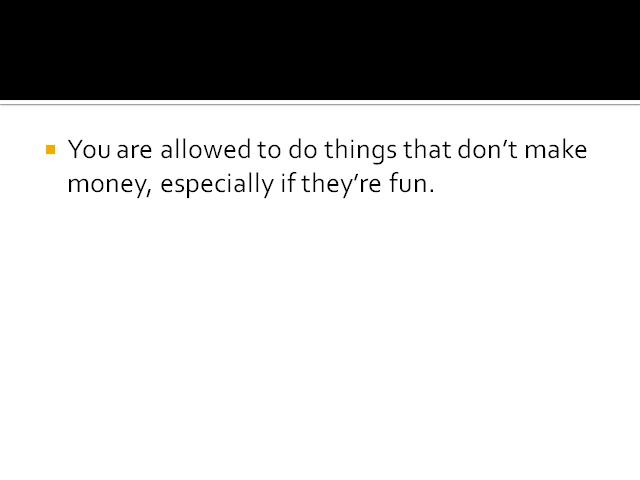 You are allowed to do things that don’t make
money, especially if they’re fun.